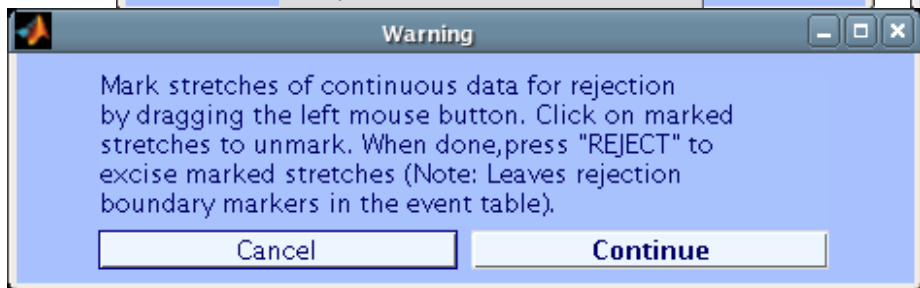 Warning
Mark stretches of continuous data for rejection
by dragging the left mouse button. Click on marked
stretches to unmark. When done,press "REJECT" to
excise marked stretches (Note: Leaves rejection
boundary markers in the event table).
Cancel
Continue